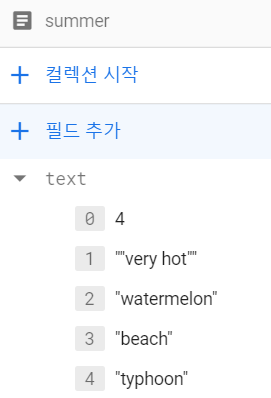 summer
컬렉션 시작
필드 추가
text
0 4
1 ""very hot""
2 "watermelon"
3 "beach"
4 "typhoon"